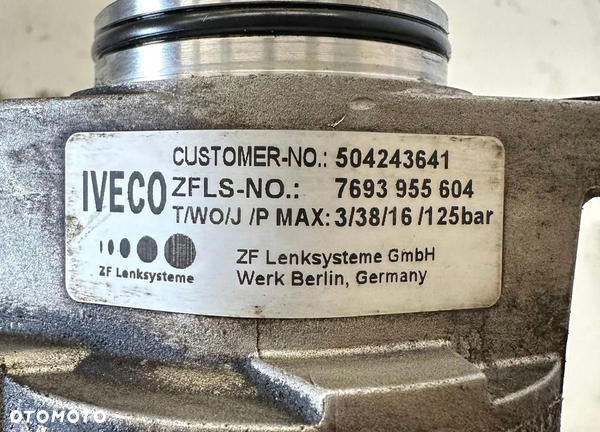 IVECO
CUSTOMER-NO.: 504243641
ZFLS-NO.: 7693 955 604
T/WO/J /P MAX: 3/38/16 /125bar
ZF Lenksysteme
ZF Lenksysteme GmbH
Werk Berlin, Germany
OTOMOTO